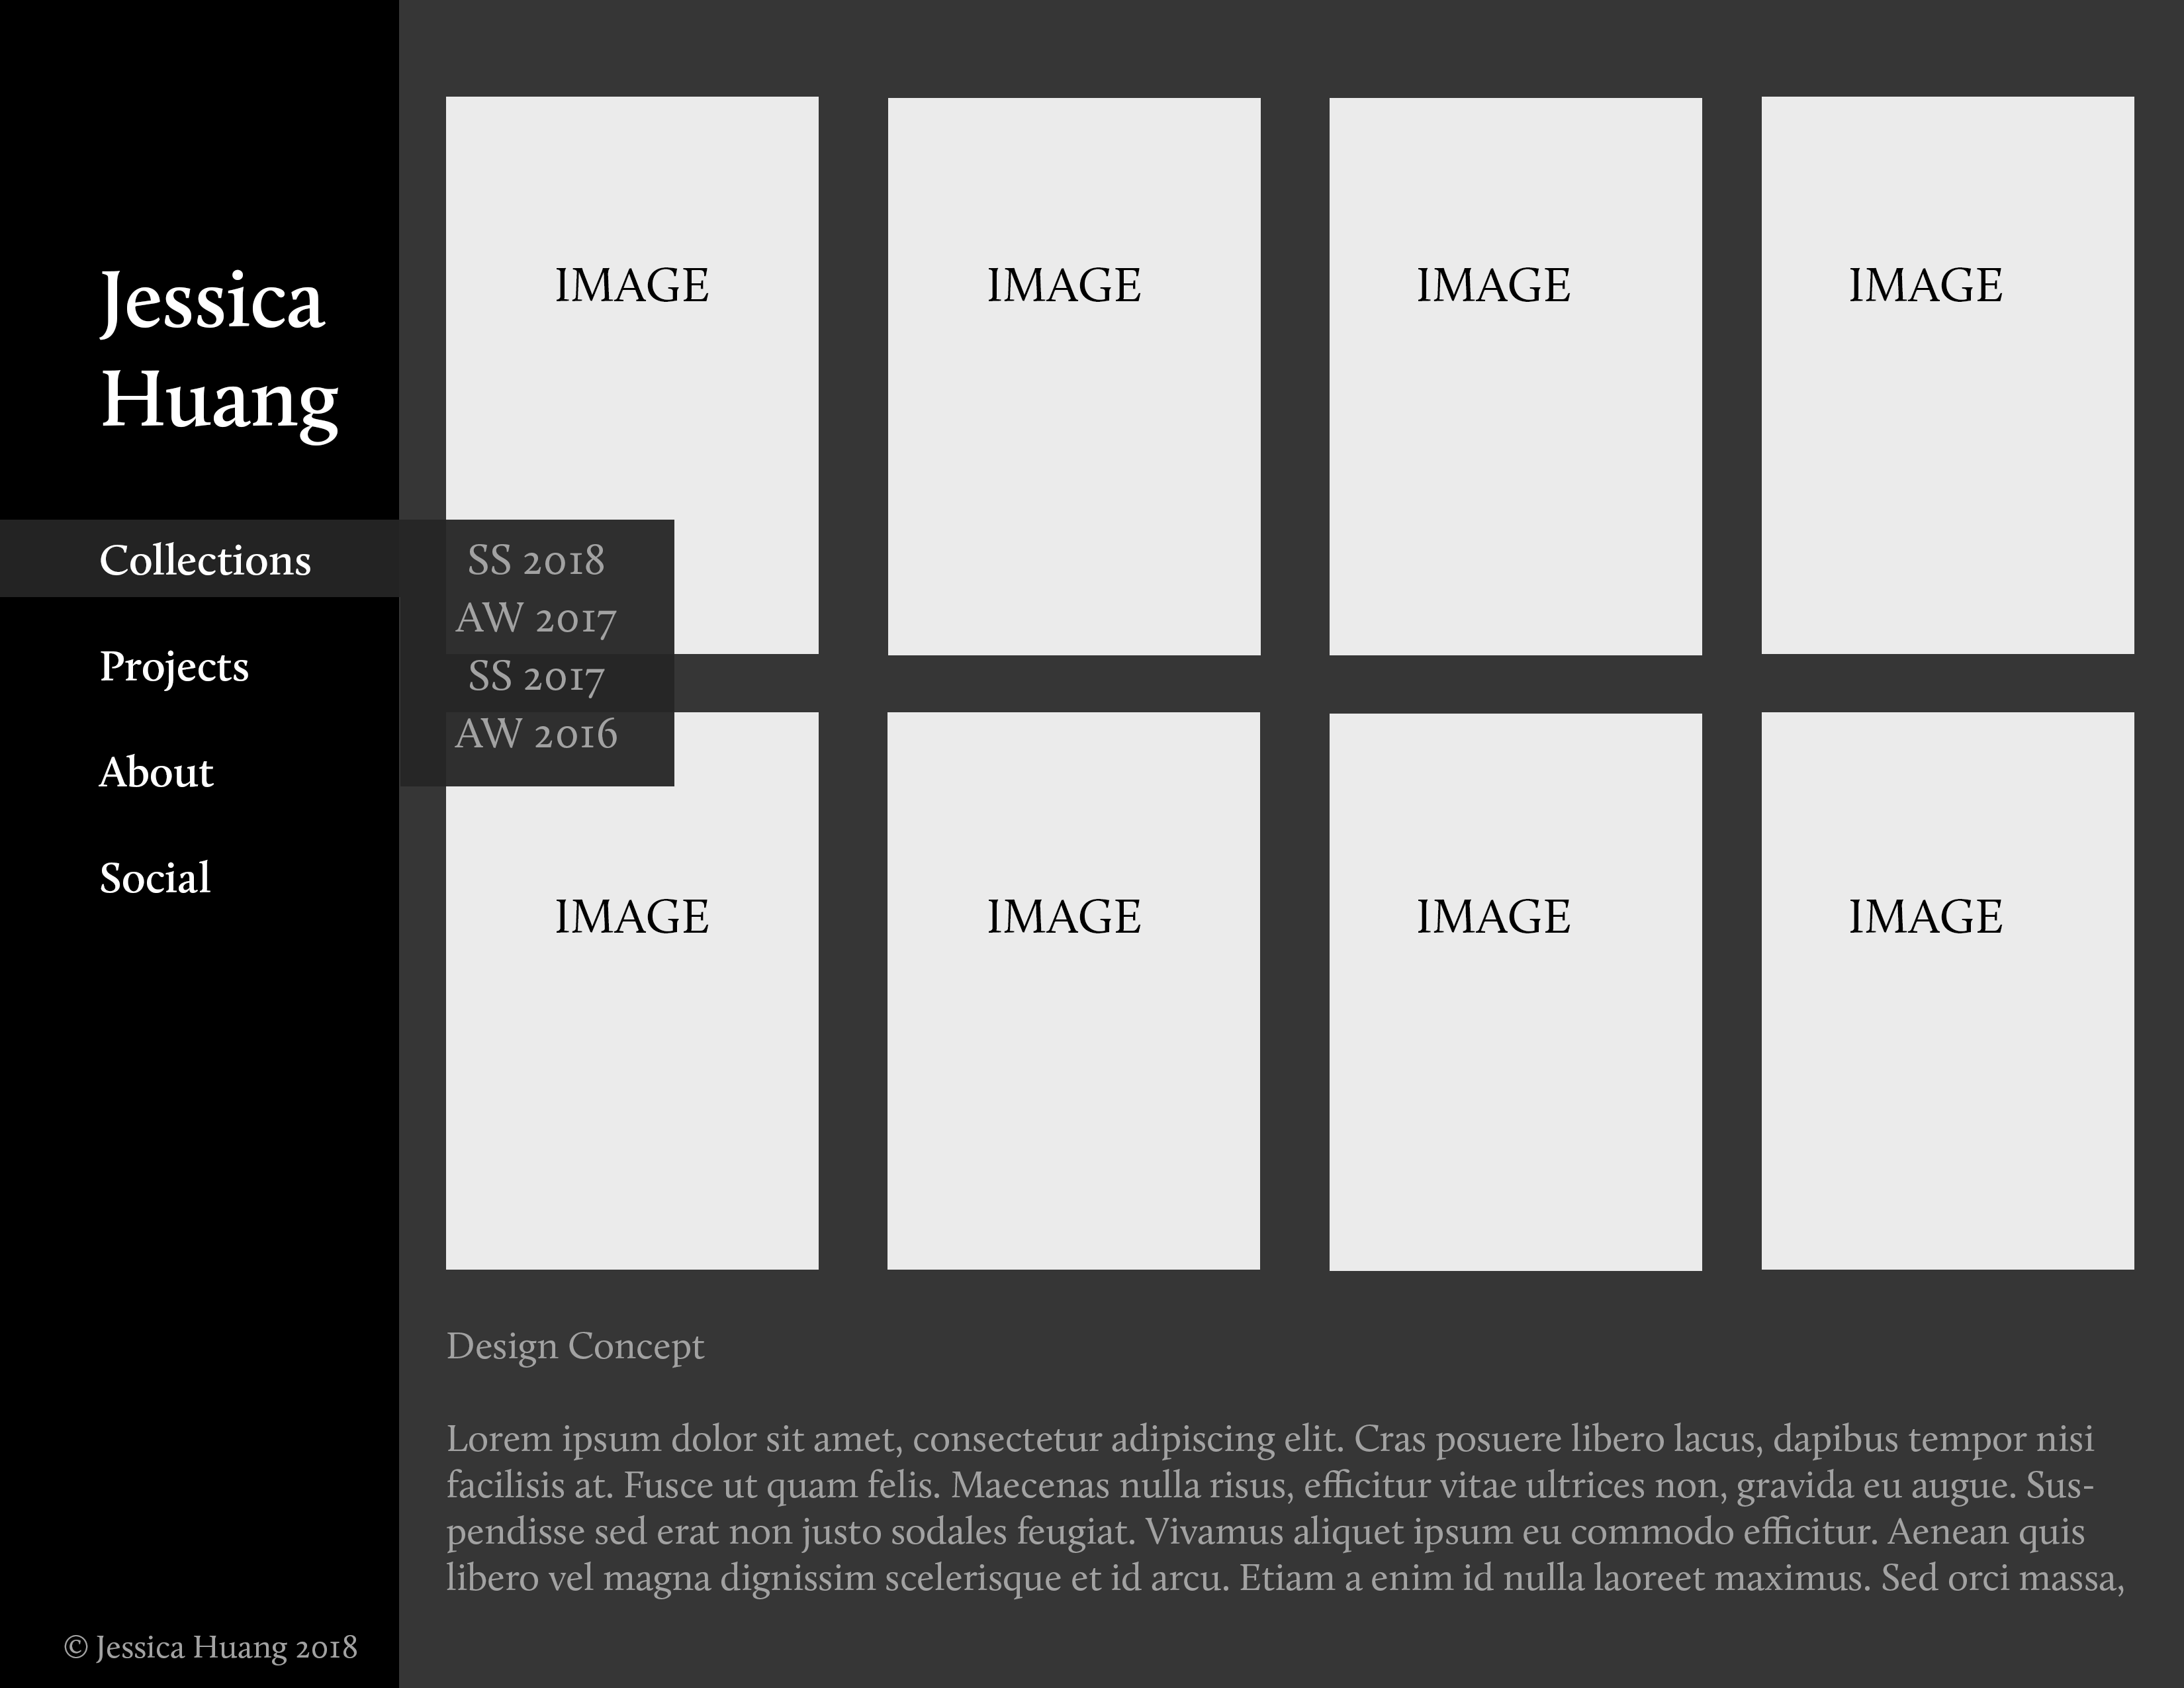 Jessica
Huang
Collections
Projects
About
Social
© Jessica Huang 2018
SS 2018
AW 2017
SS 2017
AW 2016
IMAGE
IMAGE
IMAGE
IMAGE
IMAGE
IMAGE
IMAGE
IMAGE
Design Concept
Lorem ipsum dolor sit amet, consectetur adipiscing elit. Cras posuere libero lacus, dapibus tempor nisi
facilisis at. Fusce ut quam felis. Maecenas nulla risus, efficitur vitae ultrices non, gravida eu augue. Sus-
pendisse sed erat non justo sodales feugiat. Vivamus aliquet ipsum eu commodo efficitur. Aenean quis
libero vel magna dignissim scelerisque et id arcu. Etiam a enim id nulla laoreet maximus. Sed orci massa,